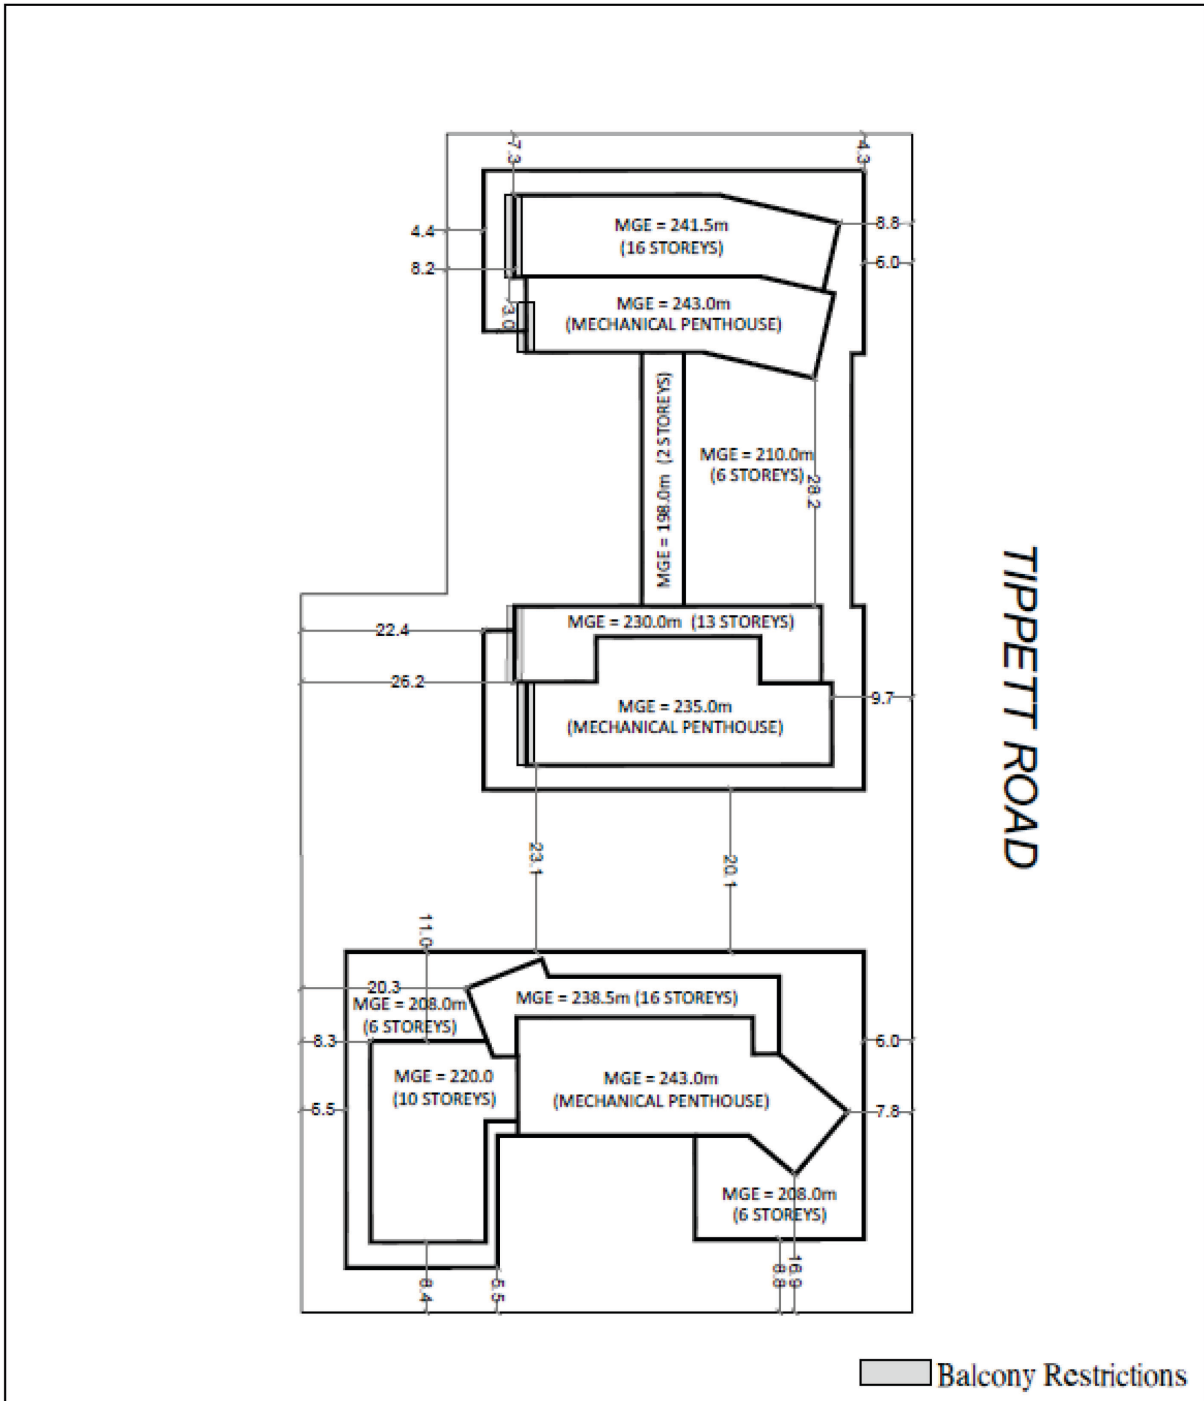 7.3
4.3
MGE = 241.5m
(16 STOREYS)
8.8
4.4
8.2
6.0
MGE = 243.0m
(MECHANICAL PENTHOUSE)
3.0
MGE = 198.0m (2 STOREYS)
MGE = 210.0m
(6 STOREYS)
28.2
TIPPETT ROAD
MGE = 230.0m (13 STOREYS)
22.4
26.2
MGE = 235.0m
(MECHANICAL PENTHOUSE)
9.7
23.1
20.1
11.0
20.3
MGE = 208.0m
(6 STOREYS)
MGE = 238.5m (16 STOREYS)
8.3
6.0
MGE = 220.0
(10 STOREYS)
MGE = 243.0m
(MECHANICAL PENTHOUSE)
6.5
7.8
MGE = 208.0m
(6 STOREYS)
5.5
16.9
Balcony Restrictions